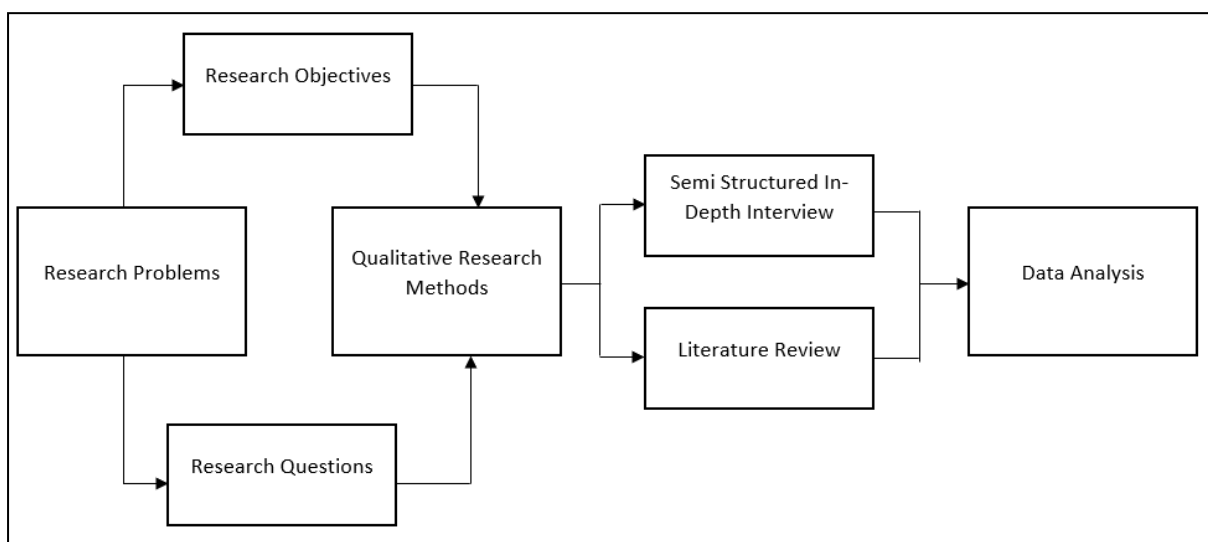 Research Objectives
Research Problems
Research Questions
Qualitative Research
Methods
Semi Structured In-
Depth Interview
Literature Review
Data Analysis